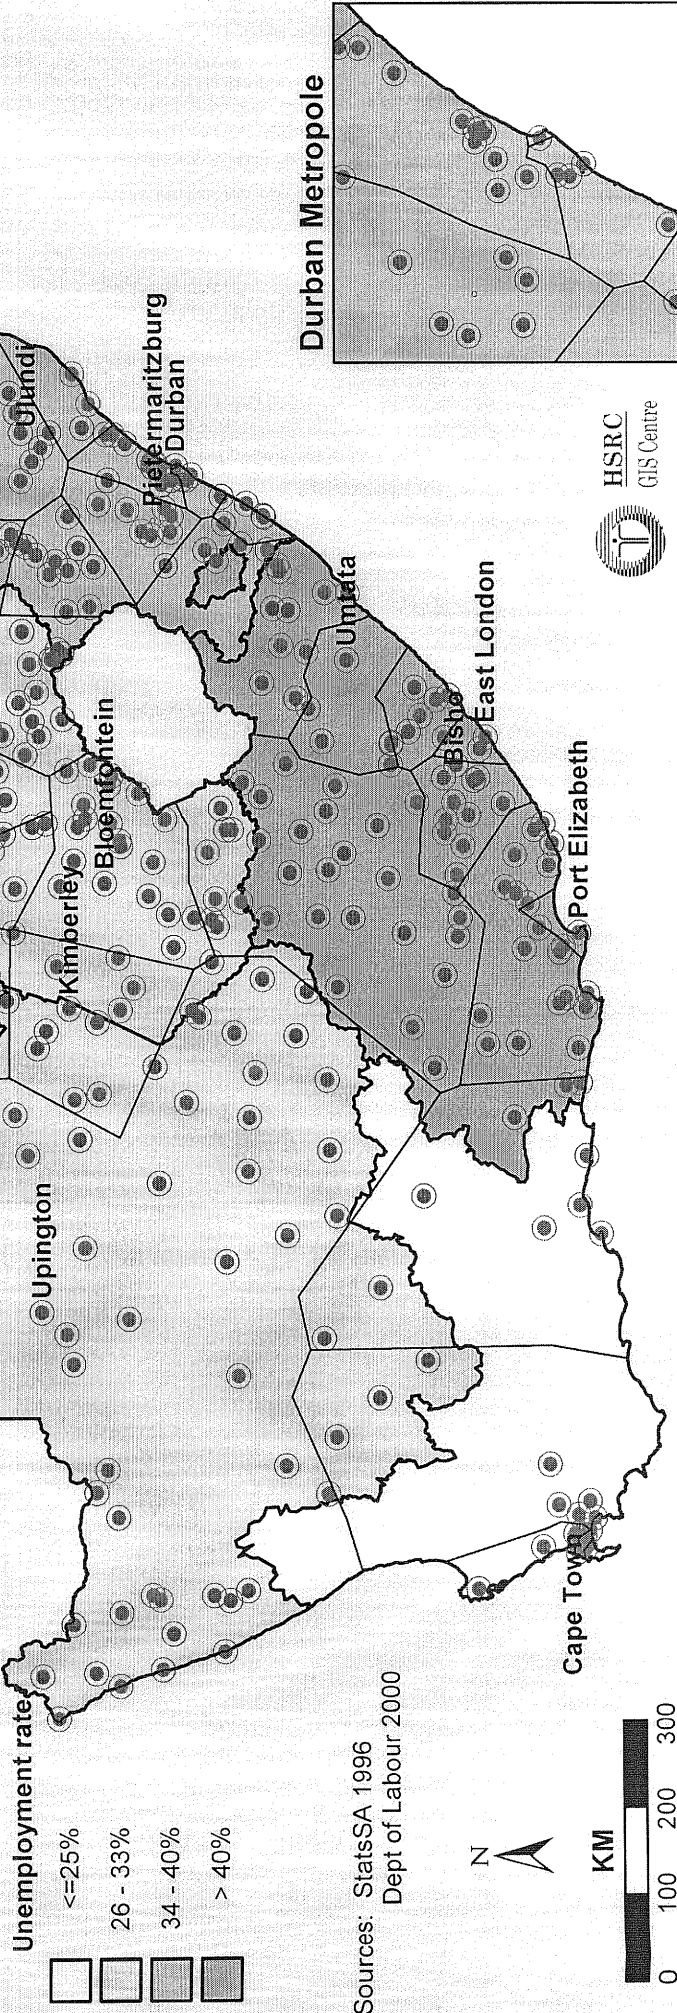 Unemployment rate
<=25%
26 - 33%
34 - 40%
> 40%
Sources: StatsSA 1996
Dept of Labour 2000
N
KM
0 100 200 300
Upington
Kimberley
Bloemfontein
Ulundi
Pietermaritzburg
Durban
Umtata
Bisho
East London
Port Elizabeth
Cape Town
Durban Metropole
HSRC
GIS Centre